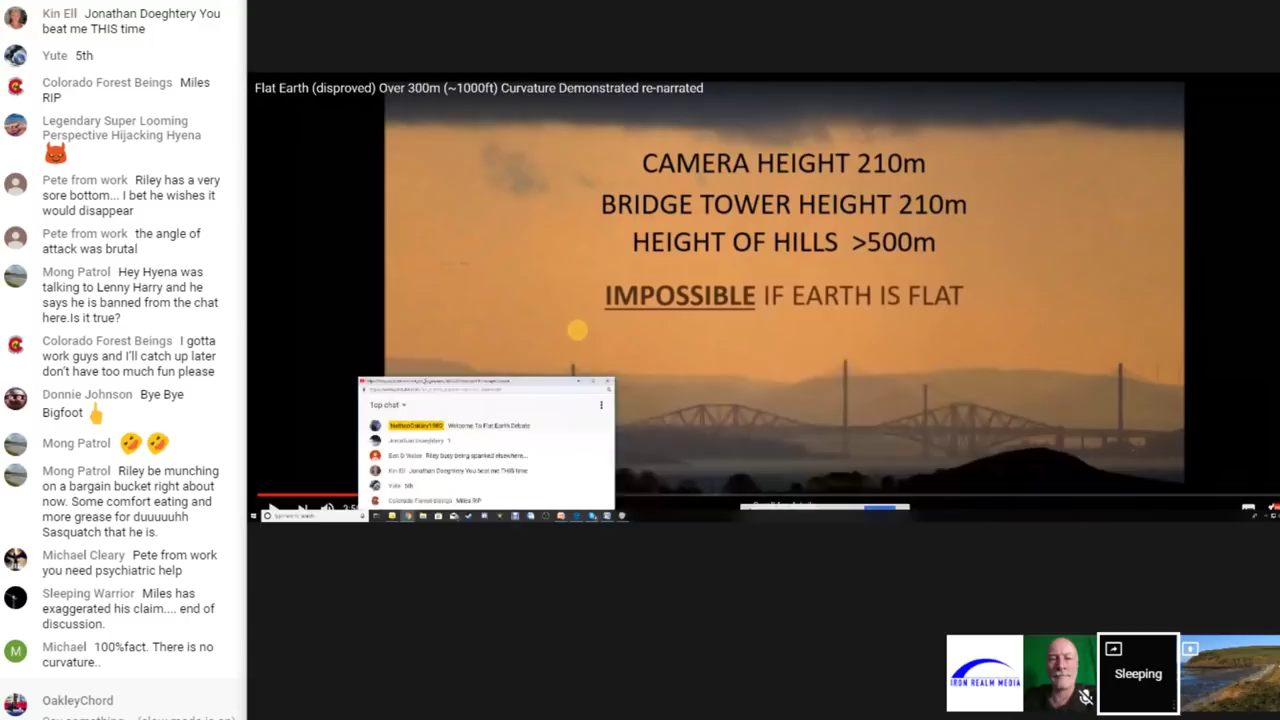 Kin Ell Jonathan Doeghtery You
beat me THIS time
Yute 5th
Colorado Forest Beings Miles
RIP
Legendary Super Looming
Perspective Hijacking Hyena
Pete from work Riley has a very
sore bottom... I bet he wishes it
would disappear
Pete from work the angle of
attack was brutal
Mong Patrol Hey Hyena was
talking to Lenny Harry and he
says he is banned from the chat
here.Is it true?
Colorado Forest Beings I gotta
work guys and I'll catch up later
don't have too much fun please
Donnie Johnson Bye Bye
Bigfoot
Mong Patrol
Mong Patrol Riley be munching
on a bargain bucket right about
now. Some comfort eating and
more grease for duuuuuhh
Sasquatch that he is.
Michael Cleary Pete from work
you need psychiatric help
Sleeping Warrior Miles has
exaggerated his claim.... end of
discussion.
M
Michael 100%fact. There is no
curvature..
OakleyChord
Flat Earth (disproved) Over 300m (~1000ft) Curvature Demonstrated re-narrated
CAMERA HEIGHT 210m
BRIDGE TOWER HEIGHT 210m
HEIGHT OF HILLS >500m
IMPOSSIBLE IF EARTH IS FLAT
Top chat
NathanOakley1980 Welcome To Flat Earth Debate
Jonathan Doeghtery 1
Ben D Riley busy being spanked elsewhere...
Kin Ell Jonathan Doeghtery You beat me THIS time
Yute 5th
Colorado Forest Beings Miles RIP
IRON REALM MEDIA
Sleeping